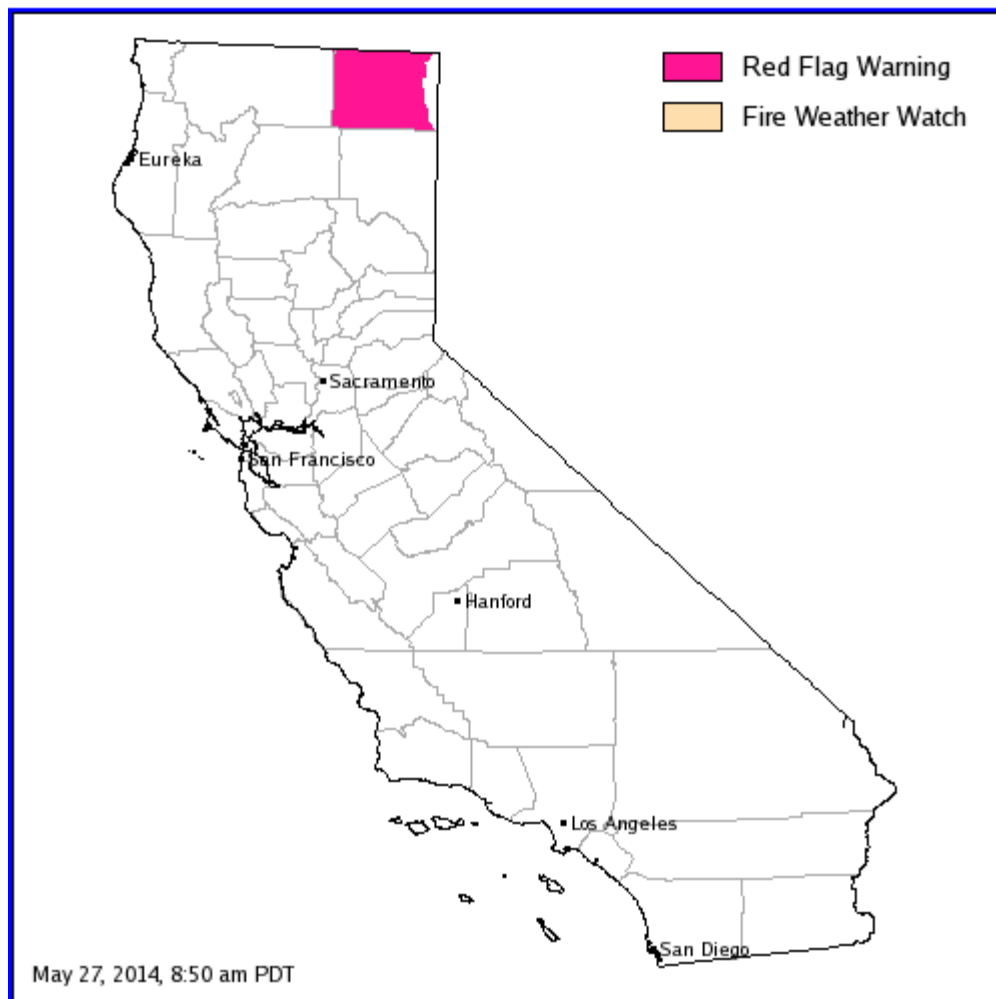 Red Flag Warning
Fire Weather Watch
Eureka
Sacramento
San Francisco
Hanford
Los Angeles
San Diego
May 27, 2014, 8:50 am PDT